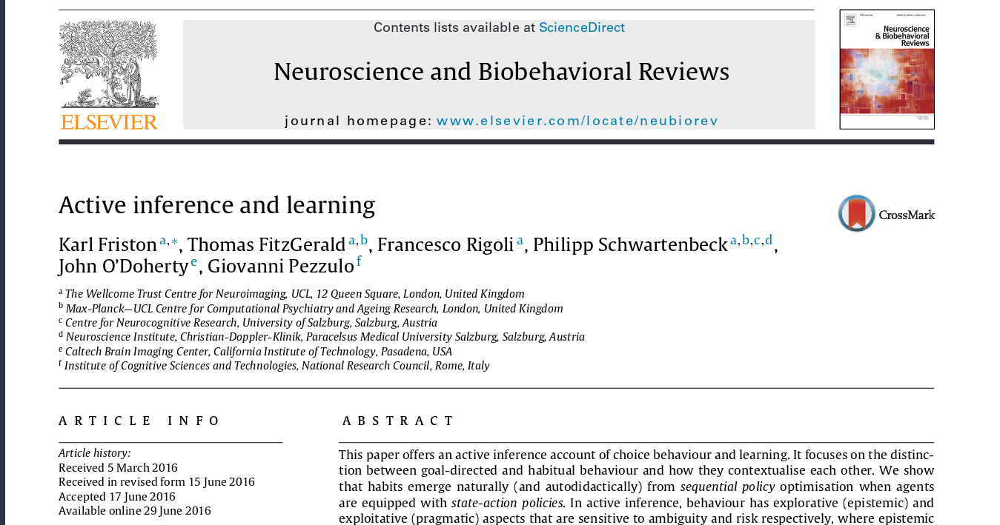 Contents lists available at ScienceDirect
Neuroscience and Biobehavioral Reviews
journal homepage: www.elsevier.com/locate/neubiorev
ELSEVIER
Neuroscience
& Biobehavioral
Reviews
Active inference and learning
CrossMark
Karl Friston a,*, Thomas FitzGerald a,b, Francesco Rigoli a, Philipp Schwartenbeck a,b,c,d,
John O’Doherty e, Giovanni Pezzulo f
a The Wellcome Trust Centre for Neuroimaging, UCL, 12 Queen Square, London, United Kingdom
b Max-Planck—UCL Centre for Computational Psychiatry and Ageing Research, London, United Kingdom
c Centre for Neurocognitive Research, University of Salzburg, Salzburg, Austria
d Neuroscience Institute, Christian-Doppler-Klinik, Paracelsus Medical University Salzburg, Salzburg, Austria
e Caltech Brain Imaging Center, California Institute of Technology, Pasadena, USA
f Institute of Cognitive Sciences and Technologies, National Research Council, Rome, Italy
ARTICLE INFO
Article history:
Received 5 March 2016
Received in revised form 15 June 2016
Accepted 17 June 2016
Available online 29 June 2016
ABSTRACT
This paper offers an active inference account of choice behaviour and learning. It focuses on the distinc-
tion between goal-directed and habitual behaviour and how they contextualise each other. We show
that habits emerge naturally (and autodidactically) from sequential policy optimisation when agents
are equipped with state-action policies. In active inference, behaviour has explorative (epistemic) and
exploitative (pragmatic) aspects that are sensitive to ambiguity and risk respectively, where epistemic